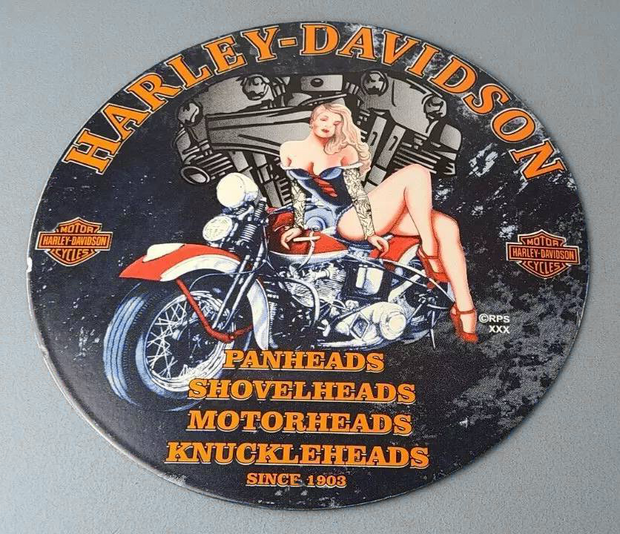 HARLEY-DAVIDSON
MOTOR
HARLEY-DAVIDSON
CYCLES
MOTOR
HARLEY-DAVIDSON
CYCLES
©RPS
XXX
PANHEADS
SHOVELHEADS
MOTORHEADS
KNUCKLEHEADS
SINCE 1903